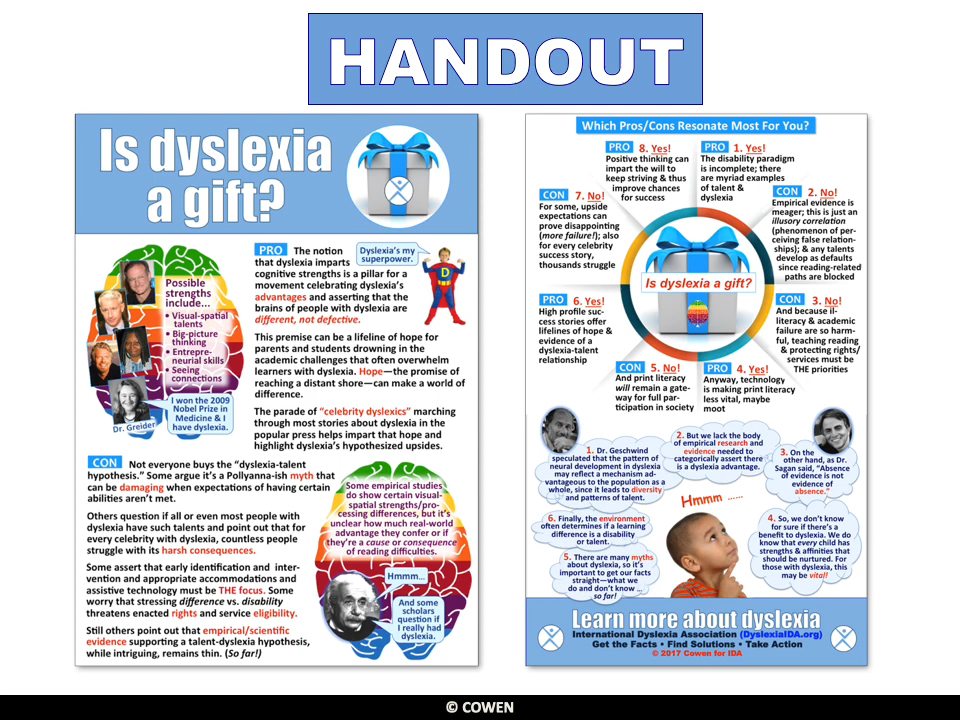 HANDOUT
Is dyslexia
a gift?
Possible
strengths
include...
• Visual-spatial
talents
• Big-picture
thinking
• Entrepre-
neurial skills
• Seeing
connections
I won the 2009
Nobel Prize in
Medicine & I
have dyslexia.
Dr. Greider
PRO The notion
that dyslexia imparts
cognitive strengths is a pillar for a
movement celebrating dyslexia's
advantages and asserting that the
brains of people with dyslexia are
different, not defective.
Dyslexia's my
superpower.
D
This premise can be a lifeline of hope for
parents and students drowning in the
academic challenges that often overwhelm
learners with dyslexia. Hope—the promise of
reaching a distant shore—can make a world of
difference.
The parade of "celebrity dyslexics" marching
through most stories about dyslexia in the
popular press helps impart that hope and
highlight dyslexia's hypothesized upsides.
CON Not everyone buys the "dyslexia-talent
hypothesis." Some argue it's a Pollyanna-ish myth that
can be damaging when expectations of having certain
abilities aren't met.
Others question if all or even most people with
dyslexia have such talents and point out that for
every celebrity with dyslexia, countless people
struggle with its harsh consequences.
Some assert that early identification and inter-
vention and appropriate accommodations and
assistive technology must be THE focus. Some
worry that stressing difference vs. disability
threatens enacted rights and service eligibility.
Still others point out that empirical/scientific
evidence supporting a talent-dyslexia hypothesis,
while intriguing, remains thin. (So far!)
Some empirical studies
do show certain visual-
spatial strengths/pro-
cessing differences, but it's
unclear how much real-world
advantage they confer or if
they're a cause or consequence
of reading difficulties.
Hmmm...
And some
scholars
question if
I really had
dyslexia.
Which Pros/Cons Resonate Most For You?
PRO 8. Yes!
Positive thinking can
impart the will to
keep striving & thus
improve chances
for success
PRO 1. Yes!
The disability paradigm
is incomplete; there
are myriad examples
of talent &
dyslexia
CON 7. No!
For some, upside
expectations can
prove disappointing
(more failure!); also
for every celebrity
success story,
thousands struggle
CON 2. No!
Empirical evidence is
meager; this is just an
illusory correlation
(phenomenon of per-
ceiving false relation-
ships); & any talents
develop as defaults
since reading-related
paths are blocked
Is dyslexia a gift?
PRO 6. Yes!
High profile suc-
cess stories offer
lifelines of hope &
evidence of a
dyslexia-talent
relationship
CON 3. No!
And because il-
literacy & academic
failure are so harm-
ful, teaching reading
& protecting rights/
services must be
THE priorities
CON 5. No!
And print literacy
will remain a gate-
way for full par-
ticipation in society
PRO 4. Yes!
Anyway, technology
is making print literacy
less vital, maybe
moot
1. Dr. Geschwind
speculated that the pattern of
neural development in dyslexia
may reflect a mechanism ad-
vantageous to the population as a
whole, since it leads to diversity
and patterns of talent.
2. But we lack the body
of empirical research and
evidence needed to
categorically assert there
is a dyslexia advantage.
3. On the
other hand, as Dr.
Sagan said, "Absence
of evidence is not
evidence of
absence."
Hmmm ......
6. Finally, the environment
often determines if a learning
difference is a disability
or talent.
5. There are many myths
about dyslexia, so it's
important to get our facts
straight—what we
do and don't know ...
so far!
4. So, we don't know
for sure if there's a
benefit to dyslexia. We do
know that every child has
strengths & affinities that
should be nurtured. For
those with dyslexia, this
may be vital!
Learn more about dyslexia
International Dyslexia Association (DyslexiaIDA.org)
Get the Facts • Find Solutions • Take Action
© 2017 Cowen for IDA
© COWEN